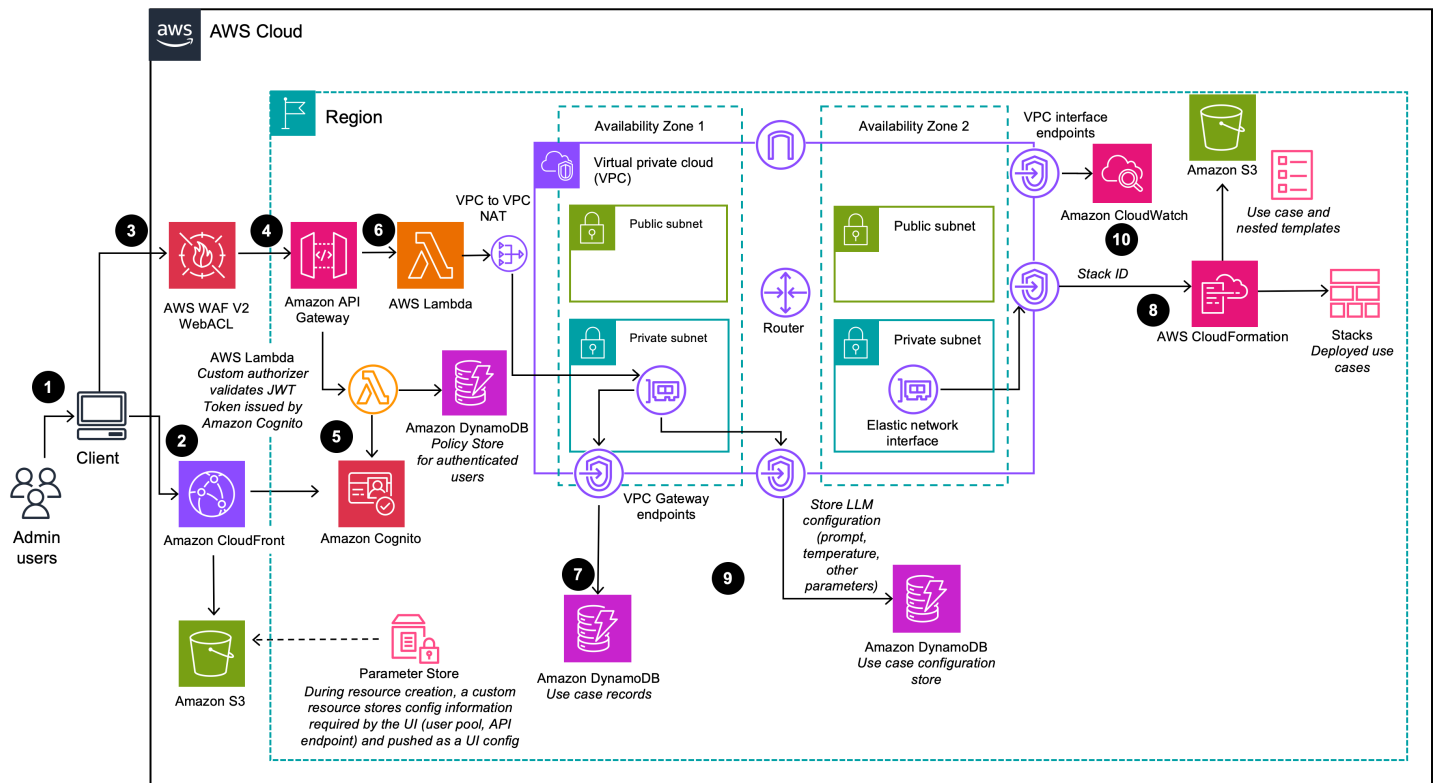 aws
AWS Cloud
Region
Availability Zone 1
Availability Zone 2
VPC interface
endpoints
Virtual private cloud
(VPC)
Amazon S3
Amazon CloudWatch
Use case and
nested templates
VPC to VPC
NAT
Public subnet
Public subnet
3
4
6
10
AWS WAF V2
WebACL
Amazon API
Gateway
AWS Lambda
Router
Stack ID
8
AWS CloudFormation
Stacks
Deployed use
cases
Private subnet
Private subnet
AWS Lambda
Custom authorizer
validates JWT
Token issued by
Amazon Cognito
1
Client
2
5
Amazon DynamoDB
Policy Store
for authenticated
users
Elastic network
interface
Admin
users
Amazon CloudFront
Amazon Cognito
VPC Gateway
endpoints
Store LLM
configuration
(prompt,
temperature,
other
parameters)
7
9
Amazon S3
Parameter Store
During resource creation, a custom
resource stores config information
required by the UI (user pool, API
endpoint) and pushed as a UI config
Amazon DynamoDB
Use case records
Amazon DynamoDB
Use case configuration
store